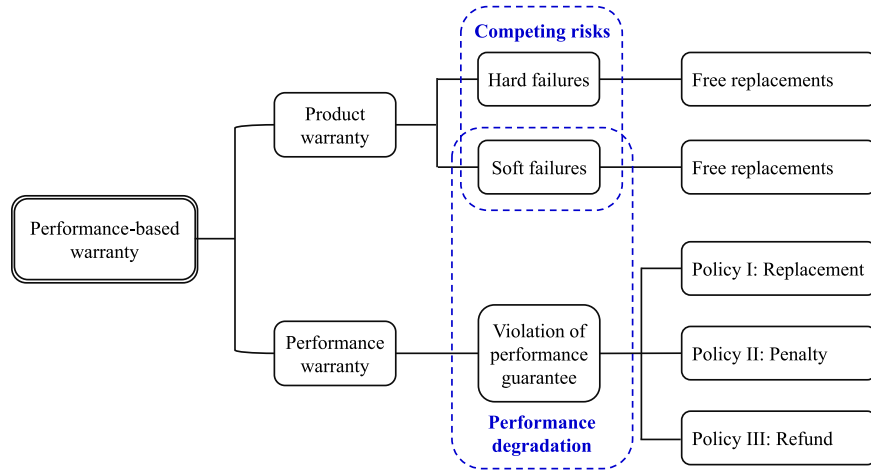 Competing risks
Hard failures
Free replacements
Product
warranty
Soft failures
Free replacements
Performance-based
warranty
Policy I: Replacement
Performance
warranty
Violation of
performance
guarantee
Policy II: Penalty
Performance
degradation
Policy III: Refund